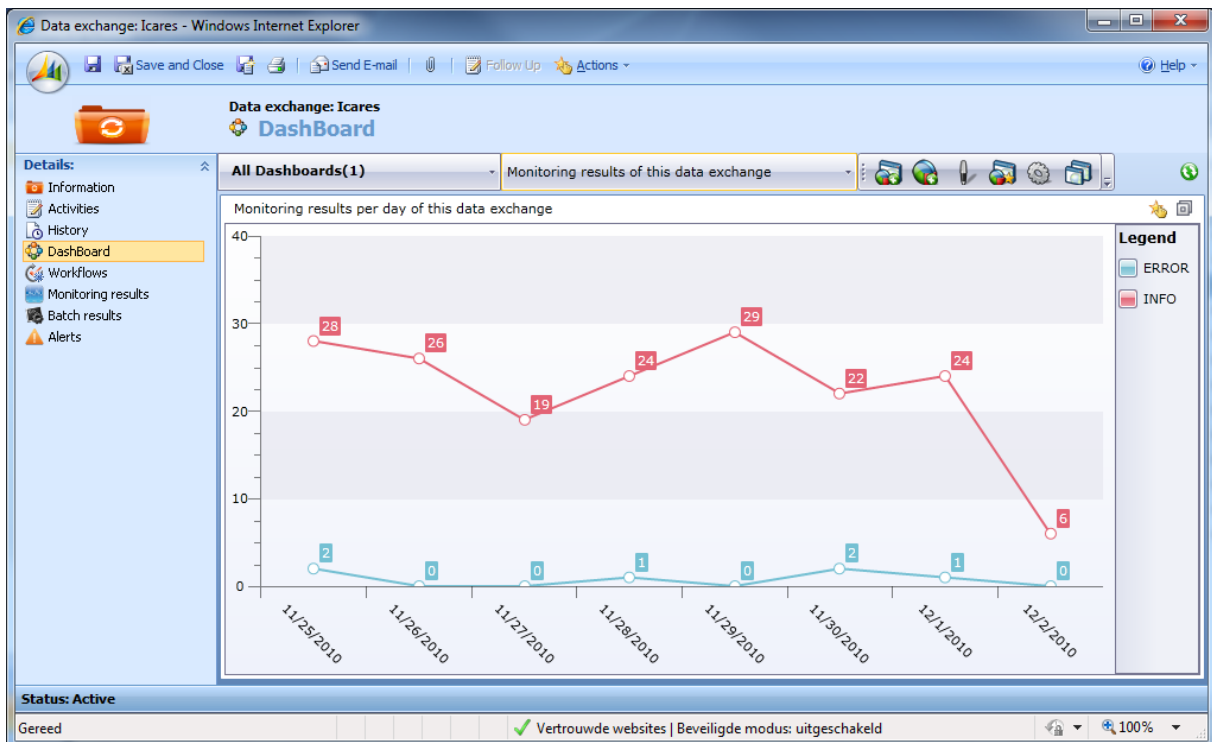 Data exchange: Icares - Windows Internet Explorer
Save and Close Send E-mail Follow Up Actions Help
Data exchange: Icares
DashBoard
Details:
Information
Activities
History
DashBoard
Workflows
Monitoring results
Batch results
Alerts
All Dashboards(1) Monitoring results of this data exchange
Monitoring results per day of this data exchange
40
30
20
10
0
28 26 19 24 29 22 24 6
2 0 0 1 0 2 1 0
11/25/2010 11/26/2010 11/27/2010 11/28/2010 11/29/2010 11/30/2010 12/1/2010 12/2/2010
Legend
ERROR
INFO
Status: Active
Gereed Vertrouwde websites | Beveiligde modus: uitgeschakeld 100%